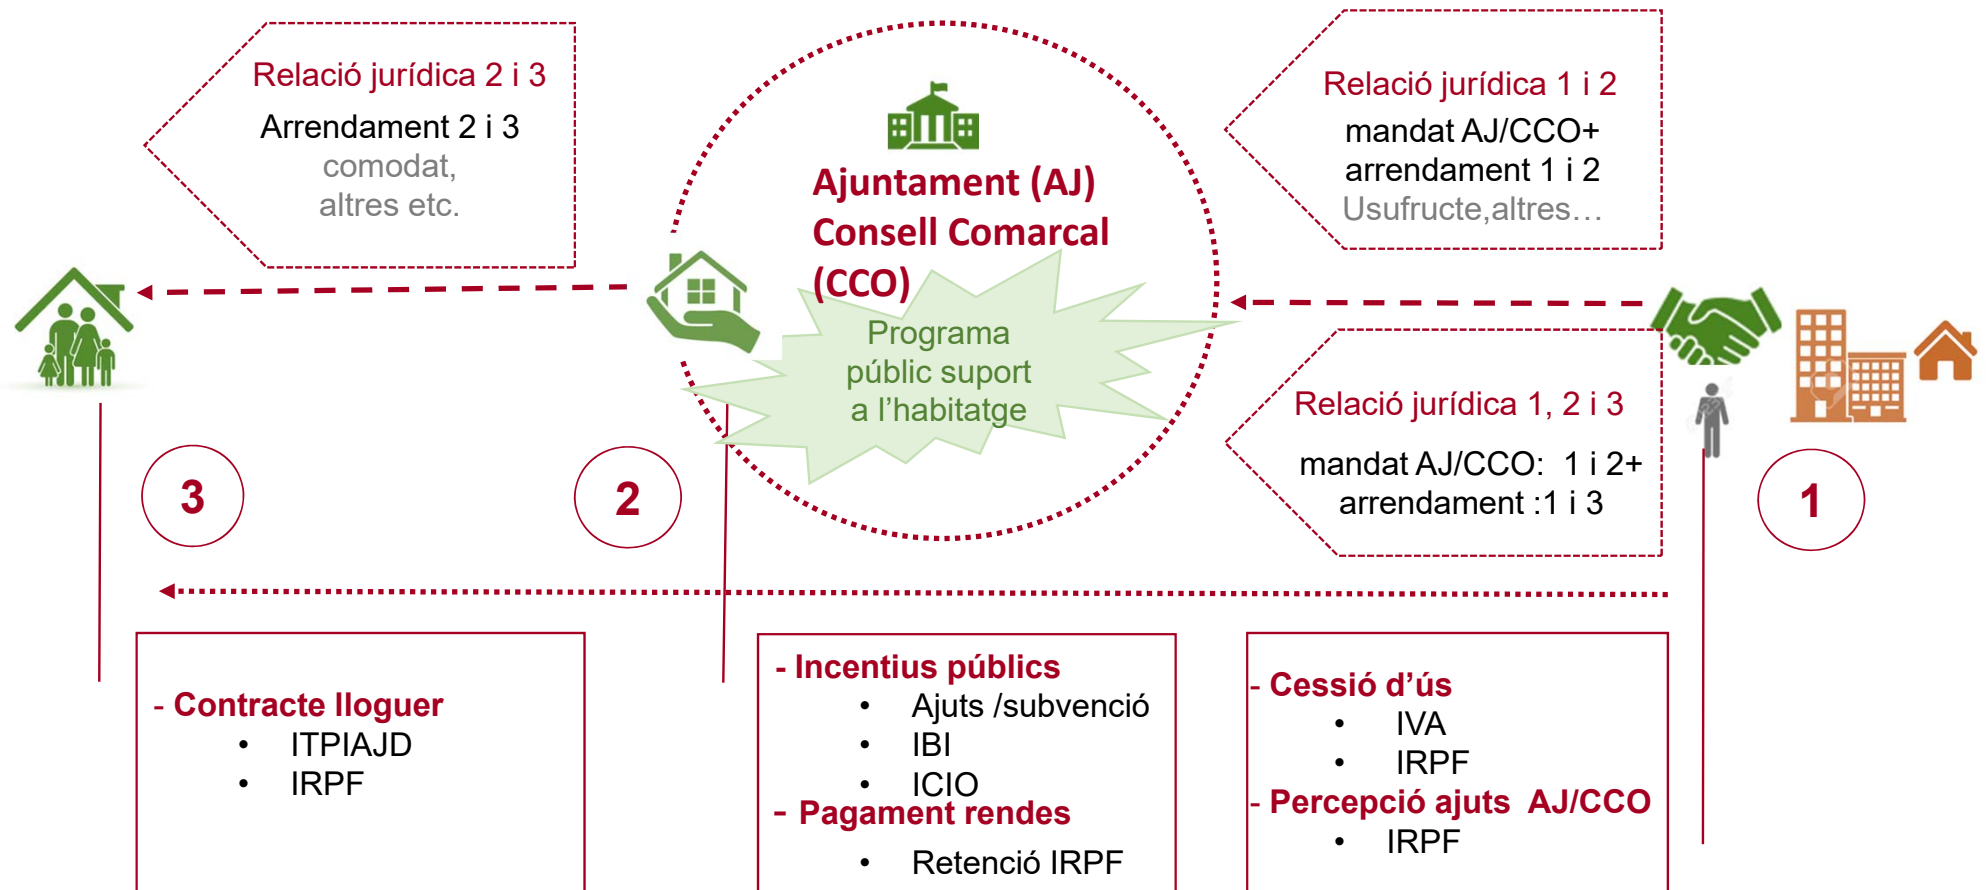 Relació jurídica 2 i 3
Arrendament 2 i 3
comodat,
altres etc.
Ajuntament (AJ)
Consell Comarcal
(CCO)
Programa
públic suport
a l’habitatge
Relació jurídica 1 i 2
mandat AJ/CCO+
arrendament 1 i 2
Usufructe,altres…
Relació jurídica 1, 2 i 3
mandat AJ/CCO: 1 i 2+
arrendament :1 i 3
3
2
1
- Contracte lloguer
• ITPIAJD
• IRPF
- Incentius públics
• Ajuts /subvenció
• IBI
• ICIO
- Pagament rendes
• Retenció IRPF
- Cessió d’ús
• IVA
• IRPF
- Percepció ajuts AJ/CCO
• IRPF